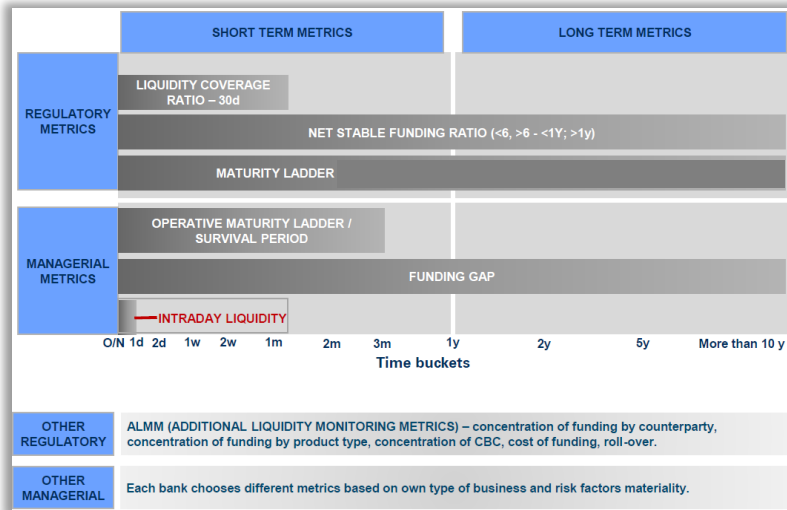 SHORT TERM METRICS
LONG TERM METRICS
REGULATORY
METRICS
LIQUIDITY COVERAGE
RATIO – 30d
NET STABLE FUNDING RATIO (<6, >6 - <1Y; >1y)
MATURITY LADDER
MANAGERIAL
METRICS
OPERATIVE MATURITY LADDER /
SURVIVAL PERIOD
FUNDING GAP
INTRADAY LIQUIDITY
O/N 1d 2d 1w 2w 1m 2m 3m 1y 2y 5y More than 10 y
Time buckets
OTHER
REGULATORY
ALMM (ADDITIONAL LIQUIDITY MONITORING METRICS) – concentration of funding by counterparty,
concentration of funding by product type, concentration of CBC, cost of funding, roll-over.
OTHER
MANAGERIAL
Each bank chooses different metrics based on own type of business and risk factors materiality.